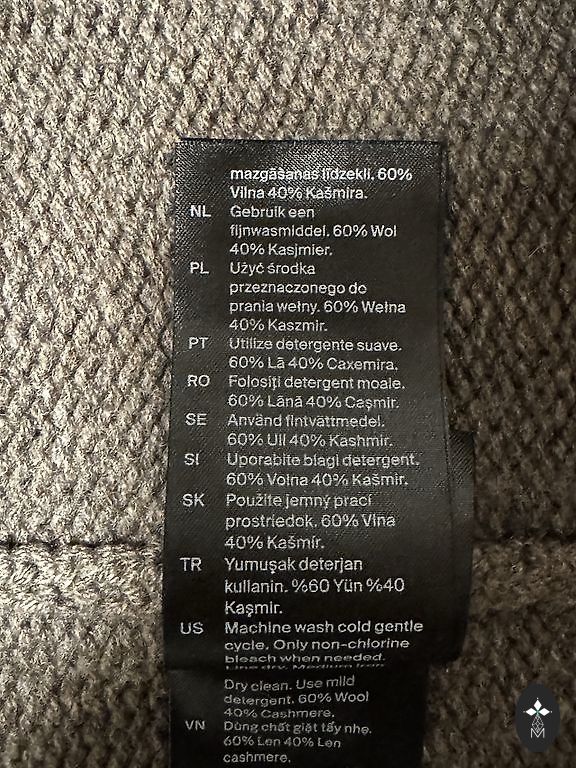 mazgāšanas līdzekli. 60%
Vilna 40% Kašmira.
NL Gebruik een
fijnwasmiddel. 60% Wol
40% Kasjmier.
PL Użyć środka
przeznaczonego do
prania wełny. 60% Wełna
40% Kaszmir.
PT Utilize detergente suave.
60% Lã 40% Caxemira.
RO Folosiți detergent moale.
60% Lână 40% Cașmir.
SE Använd fintvättmedel.
60% Ull 40% Kashmir.
SI Uporabite blagi detergent.
60% Volna 40% Kašmir.
SK Použite jemný prací
prostriedok. 60% Vlna
40% Kašmír.
TR Yumuşak deterjan
kullanin. %60 Yün %40
Kaşmir.
US Machine wash cold gentle
cycle. Only non-chlorine
bleach when needed.
Line dry. Medium iron.
Dry clean. Use mild
detergent. 60% Wool
40% Cashmere.
VN Dùng chất giặt tẩy nhẹ.
60% Len 40% Len
cashmere.
M